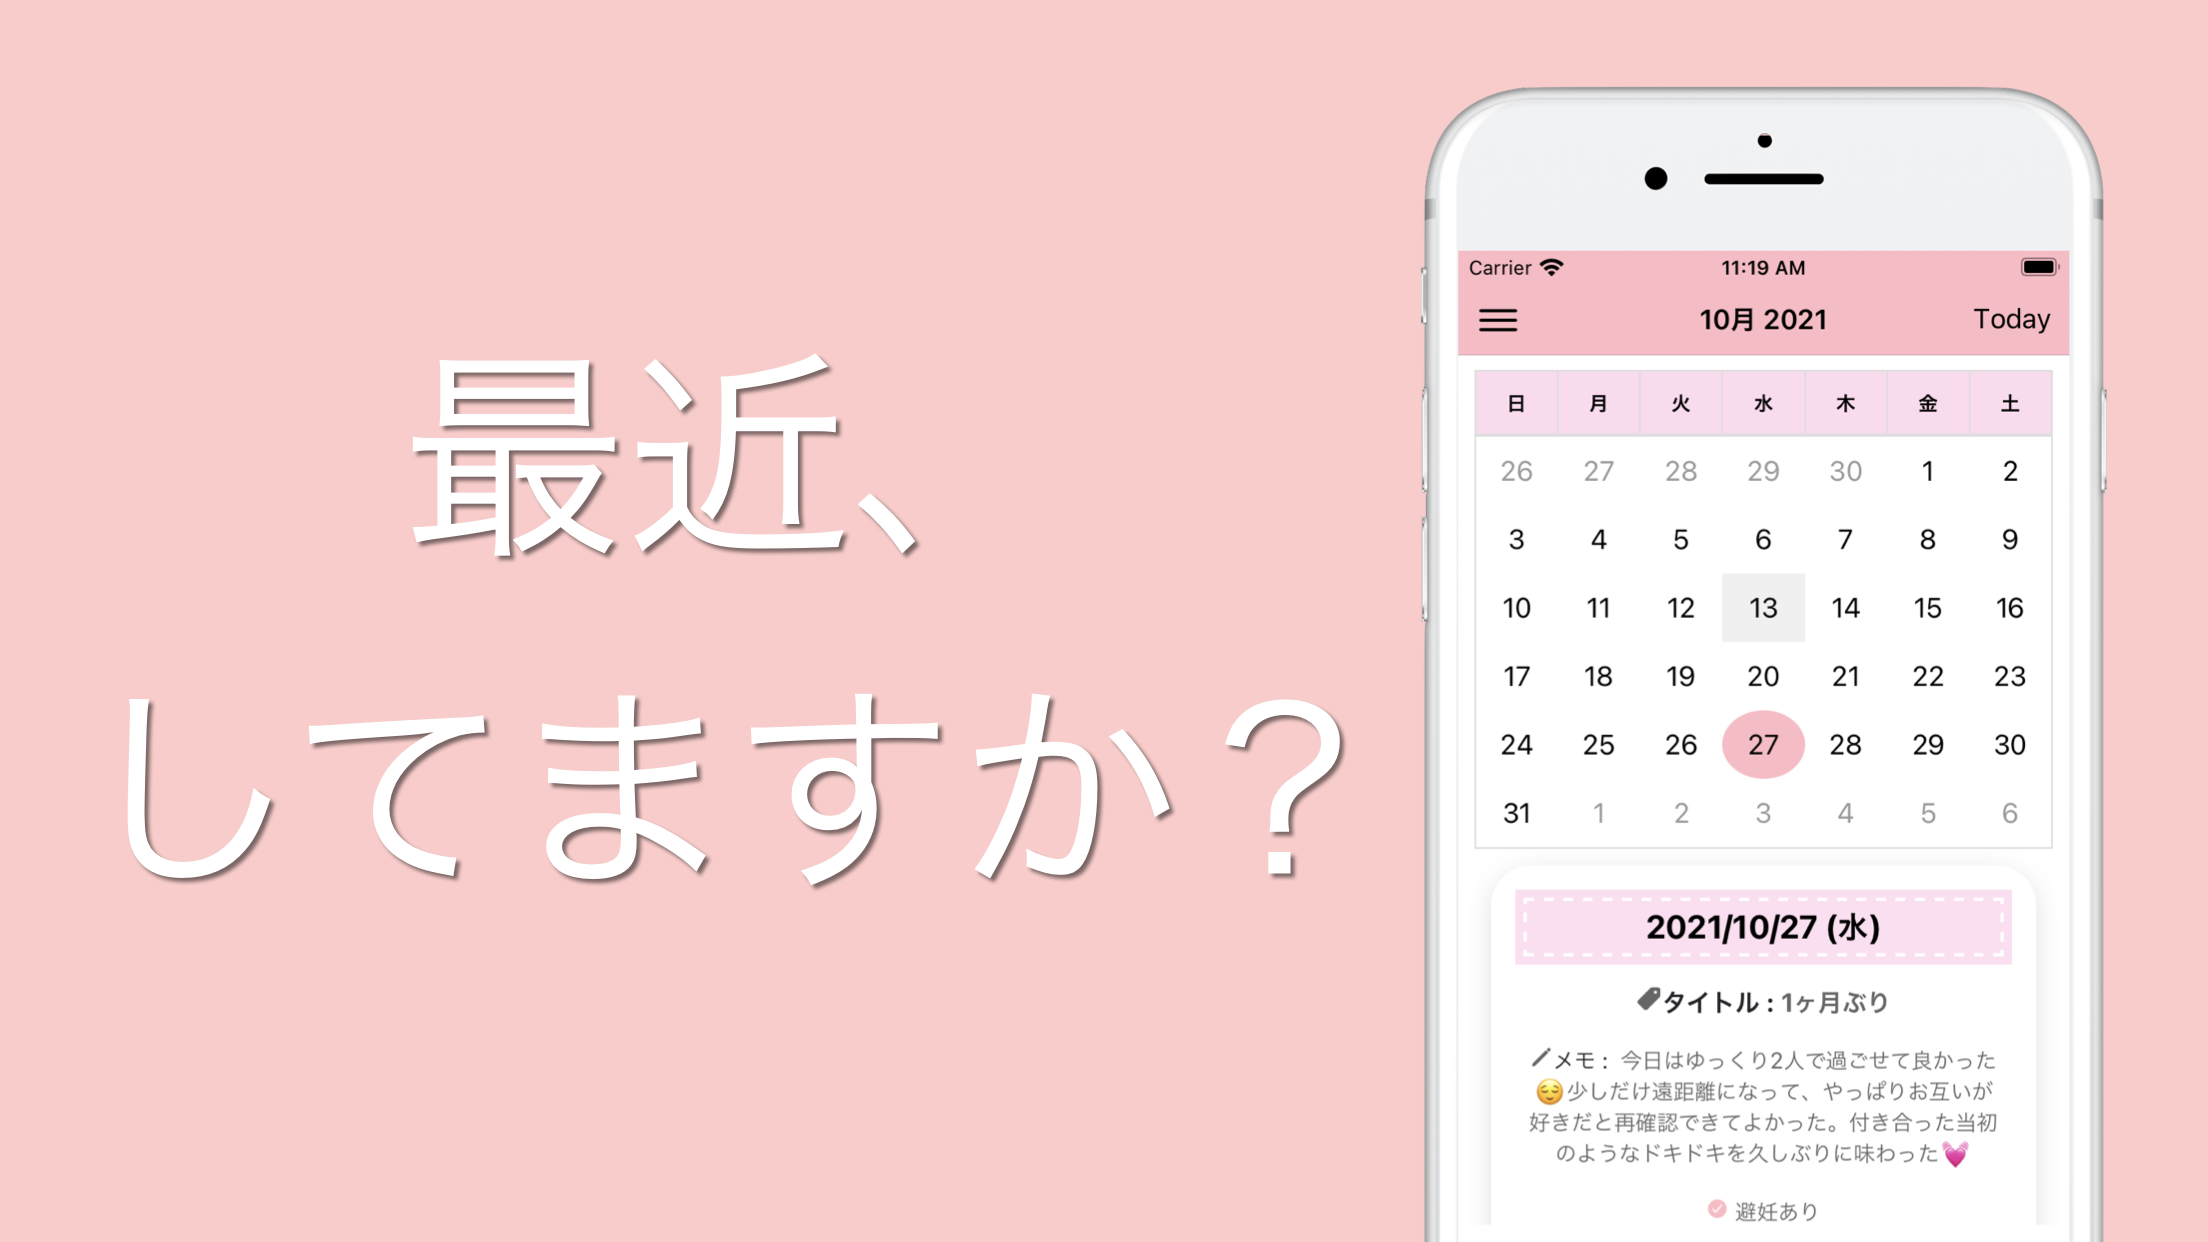 最近、
してますか？
Carrier 11:19 AM
10月 2021 Today
日 月 火 水 木 金 土
26 27 28 29 30 1 2
3 4 5 6 7 8 9
10 11 12 13 14 15 16
17 18 19 20 21 22 23
24 25 26 27 28 29 30
31 1 2 3 4 5 6
2021/10/27 (水)
タイトル : 1ヶ月ぶり
メモ : 今日はゆっくり2人で過ごせて良かった
😌少しだけ遠距離になって、やっぱりお互いが
好きだと再確認できてよかった。付き合った当初
のようなドキドキを久しぶりに味わった💓
避妊あり